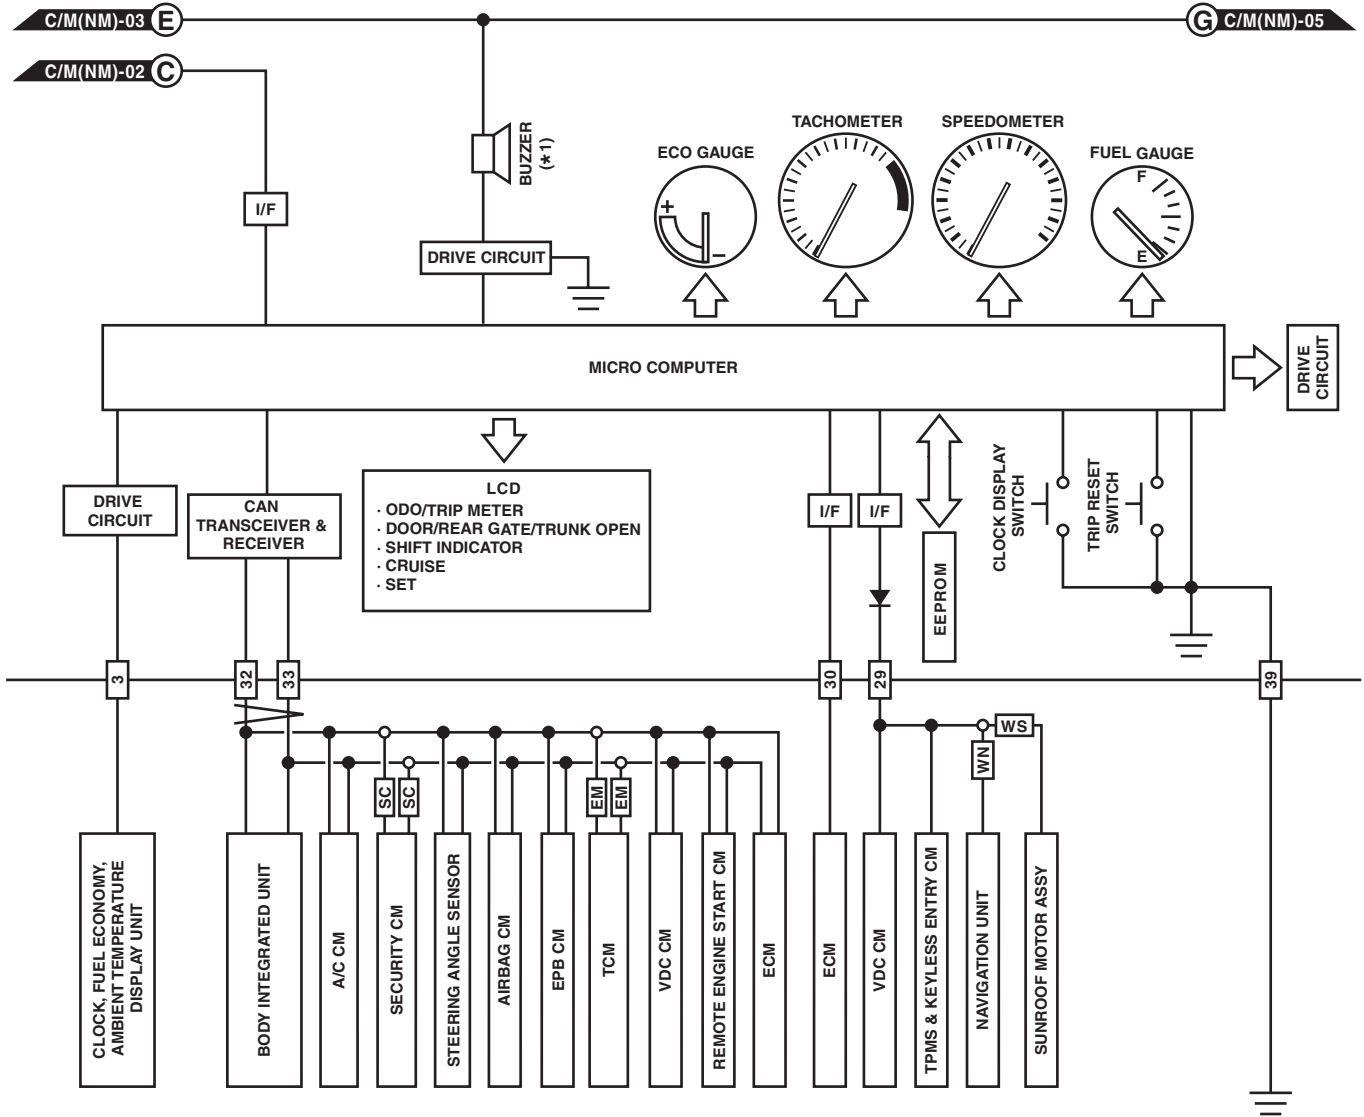 C/M(NM)-03 E
G C/M(NM)-05
C/M(NM)-02 C
I/F
BUZZER
(*1)
DRIVE CIRCUIT
ECO GAUGE
+
−
TACHOMETER
SPEEDOMETER
FUEL GAUGE
F
E
MICRO COMPUTER
DRIVE
CIRCUIT
DRIVE
CIRCUIT
CAN
TRANSCEIVER &
RECEIVER
LCD
· ODO/TRIP METER
· DOOR/REAR GATE/TRUNK OPEN
· SHIFT INDICATOR
· CRUISE
· SET
I/F
I/F
EEPROM
CLOCK DISPLAY
SWITCH
TRIP RESET
SWITCH
3
32
33
30
29
39
SC
SC
EM
EM
WS
WN
CLOCK, FUEL ECONOMY,
AMBIENT TEMPERATURE
DISPLAY UNIT
BODY INTEGRATED UNIT
A/C CM
SECURITY CM
STEERING ANGLE SENSOR
AIRBAG CM
EPB CM
TCM
VDC CM
REMOTE ENGINE START CM
ECM
ECM
VDC CM
TPMS & KEYLESS ENTRY CM
NAVIGATION UNIT
SUNROOF MOTOR ASSY